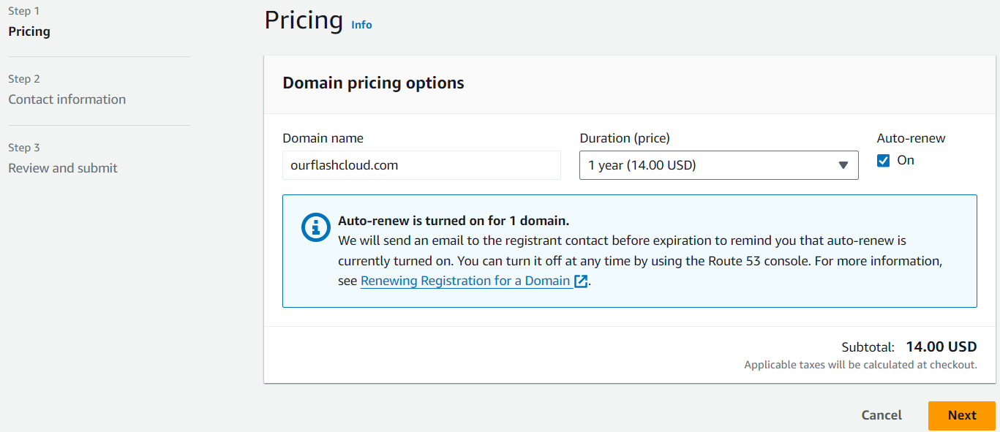 Step 1
Pricing
Step 2
Contact information
Step 3
Review and submit
Pricing Info
Domain pricing options
Domain name
ourflashcloud.com
Duration (price)
1 year (14.00 USD)
Auto-renew
On
Auto-renew is turned on for 1 domain.
We will send an email to the registrant contact before expiration to remind you that auto-renew is
currently turned on. You can turn it off at any time by using the Route 53 console. For more information,
see Renewing Registration for a Domain.
Subtotal: 14.00 USD
Applicable taxes will be calculated at checkout.
Cancel
Next